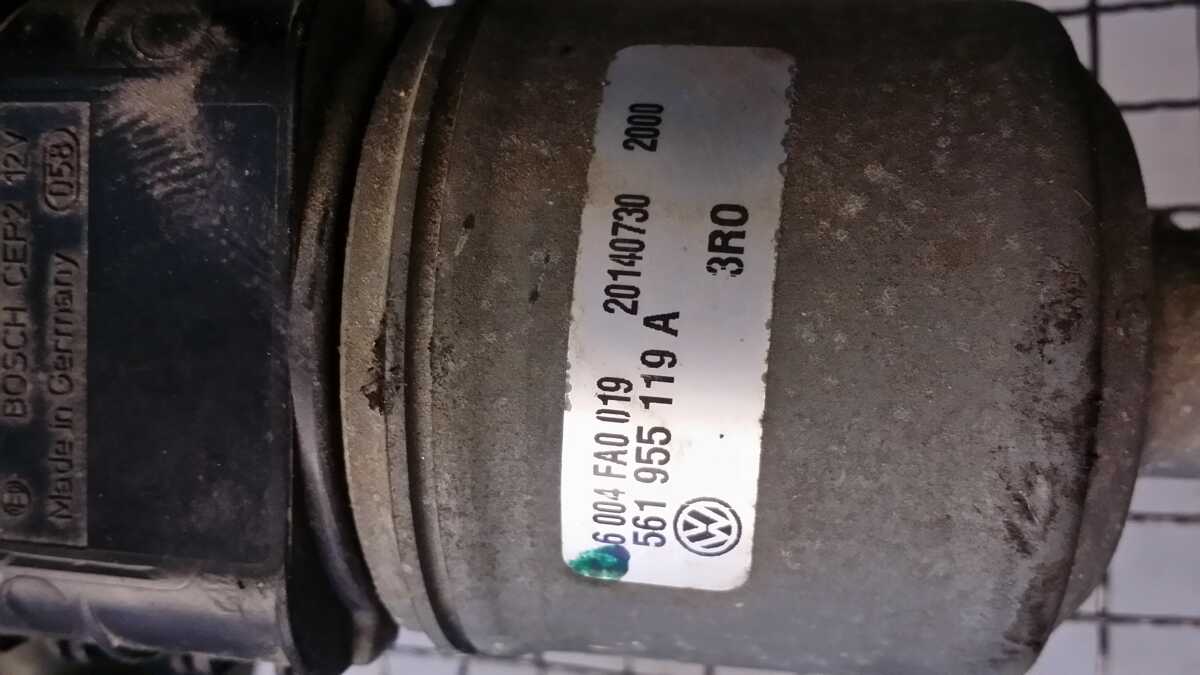 BOSCH CEP2 12V
Made in Germany
058
6 004 FA0 019 20140730 2000
561 955 119 A
3R0